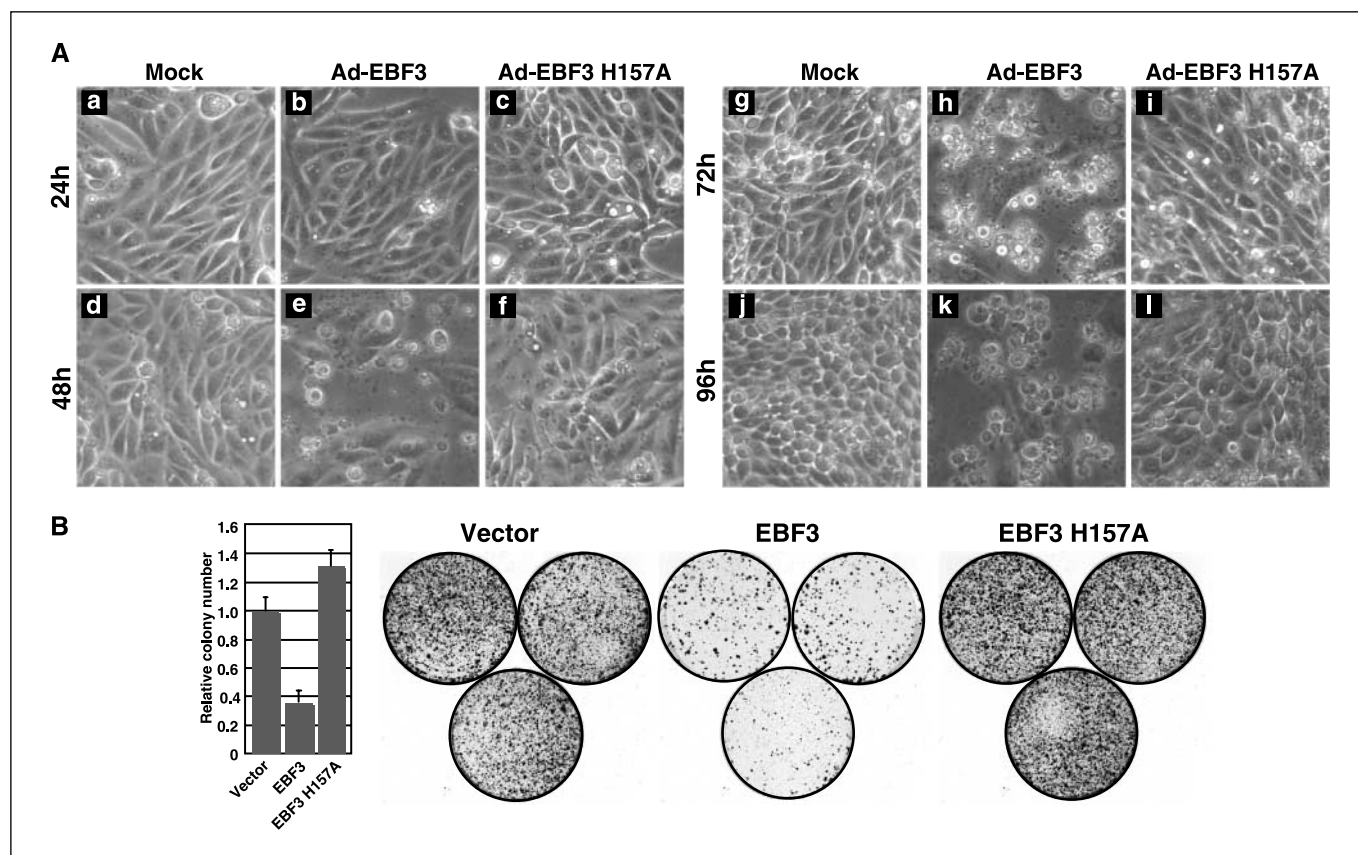 A
Mock Ad-EBF3 Ad-EBF3 H157A Mock Ad-EBF3 Ad-EBF3 H157A
24h a b c 72h g h i
48h d e f 96h j k l
B
Vector EBF3 EBF3 H157A
Relative colony number
1.6
1.4
1.2
1.0
0.8
0.6
0.4
0.2
0
Vector
EBF3
EBF3 H157A